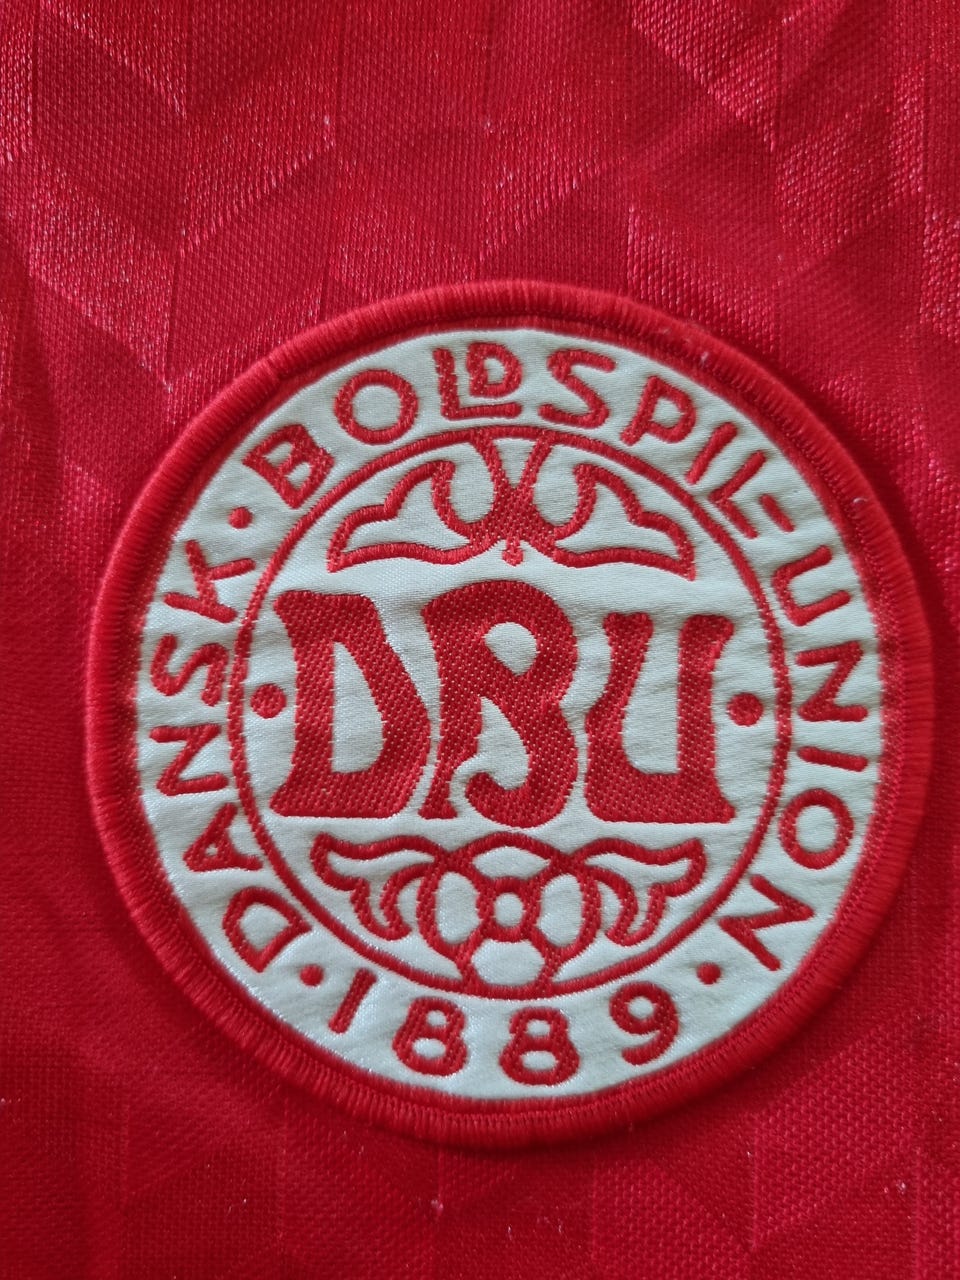 DANSK · BOLDSPIL-UNION
· DBU ·
· 1889 ·